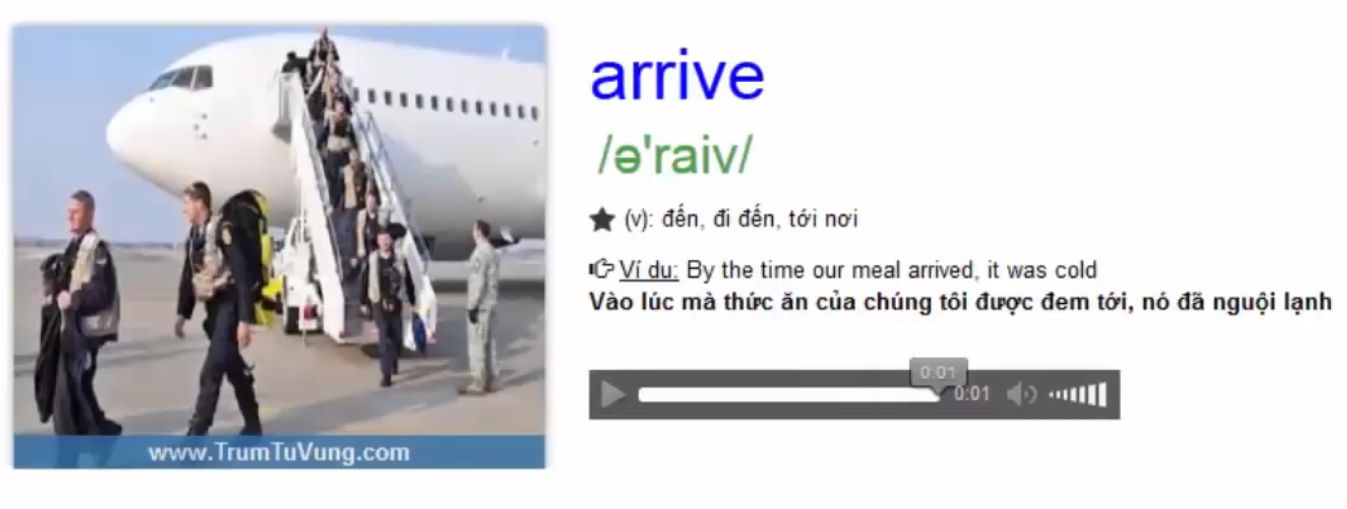 arrive
/ə'raiv/
(v): đến, đi đến, tới nơi
Ví du: By the time our meal arrived, it was cold
Vào lúc mà thức ăn của chúng tôi được đem tới, nó đã nguội lạnh
0:01
0:01
www.TrumTuVung.com